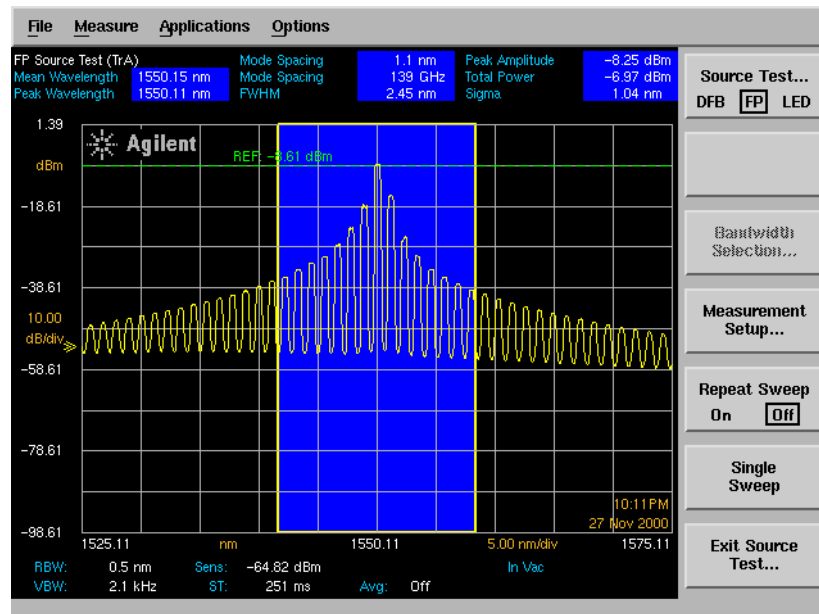 File Measure Applications Options
FP Source Test (TrA) Mode Spacing 1.1 nm Peak Amplitude -8.25 dBm
Mean Wavelength 1550.15 nm Mode Spacing 139 GHz Total Power -6.97 dBm
Peak Wavelength 1550.11 nm FWHM 2.45 nm Sigma 1.04 nm
Source Test...
DFB FP LED
1.39
Agilent
REF: -8.61 dBm
dBm
-18.61
Bandwidth
Selection...
-38.61
10.00
dB/div
Measurement
Setup...
-58.61
Repeat Sweep
On Off
-78.61
Single
Sweep
10:11PM
27 Nov 2000
-98.61
1525.11 nm 1550.11 5.00 nm/div 1575.11
Exit Source
Test...
RBW: 0.5 nm Sens: -64.82 dBm In Vac
VBW: 2.1 kHz ST: 251 ms Avg: Off